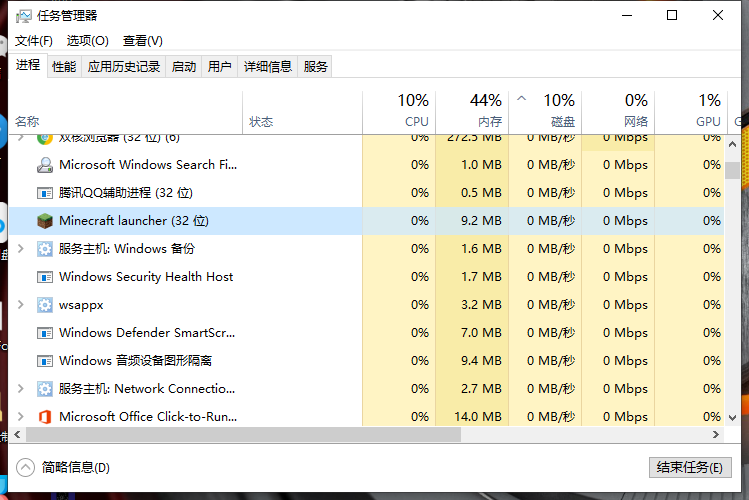 任务管理器
文件(F) 选项(O) 查看(V)
进程 性能 应用历史记录 启动 用户 详细信息 服务
10% 44% 10% 0% 1%
名称 状态 CPU 内存 磁盘 网络 GPU G
双核浏览器 (32 位) (6) 0% 272.5 MB 0 MB/秒 0 Mbps 0%
Microsoft Windows Search Fi... 0% 1.0 MB 0 MB/秒 0 Mbps 0%
腾讯QQ辅助进程 (32 位) 0% 0.5 MB 0 MB/秒 0 Mbps 0%
Minecraft launcher (32 位) 0% 9.2 MB 0 MB/秒 0 Mbps 0%
服务主机: Windows 备份 0% 1.6 MB 0 MB/秒 0 Mbps 0%
Windows Security Health Host 0% 1.7 MB 0 MB/秒 0 Mbps 0%
wsappx 0% 3.2 MB 0 MB/秒 0 Mbps 0%
Windows Defender SmartScr... 0% 7.0 MB 0 MB/秒 0 Mbps 0%
Windows 音频设备图形隔离 0% 9.4 MB 0 MB/秒 0 Mbps 0%
服务主机: Network Connectio... 0% 2.7 MB 0 MB/秒 0 Mbps 0%
Microsoft Office Click-to-Run... 0% 14.0 MB 0 MB/秒 0 Mbps 0%
简略信息(D) 结束任务(E)